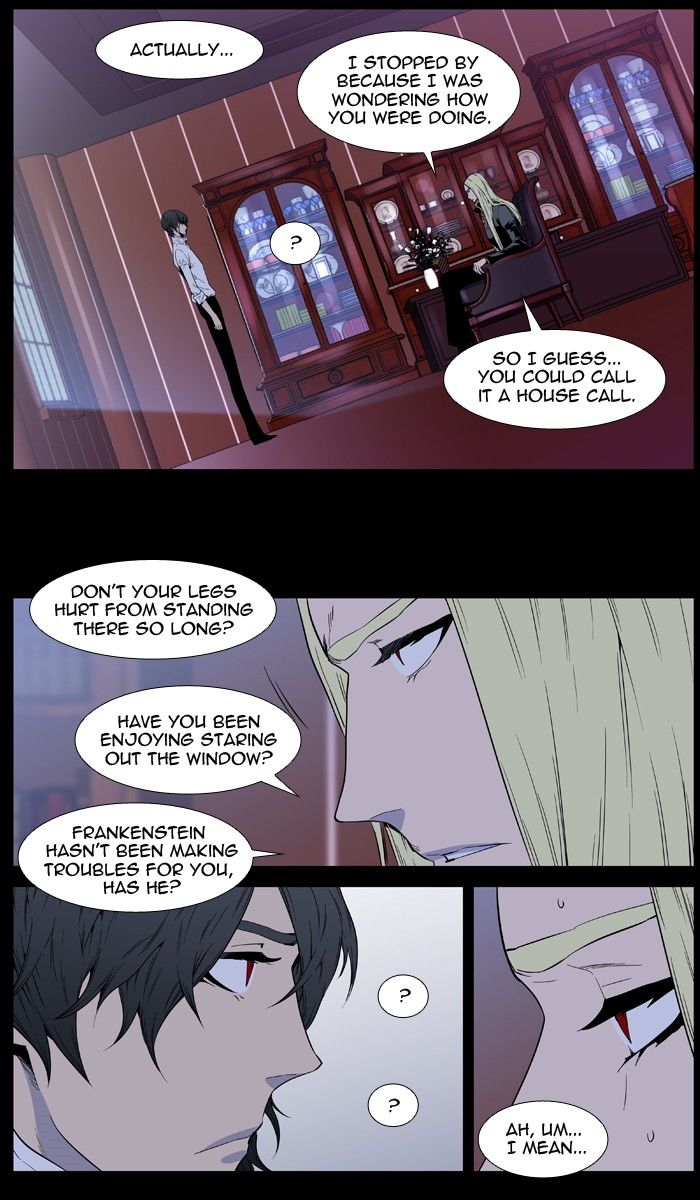 ACTUALLY...
I STOPPED BY
BECAUSE I WAS
WONDERING HOW
YOU WERE DOING.
?
SO I GUESS...
YOU COULD CALL
IT A HOUSE CALL.
DON'T YOUR LEGS
HURT FROM STANDING
THERE SO LONG?
HAVE YOU BEEN
ENJOYING STARING
OUT THE WINDOW?
FRANKENSTEIN
HASN'T BEEN MAKING
TROUBLES FOR YOU,
HAS HE?
?
?
AH, UM...
I MEAN...